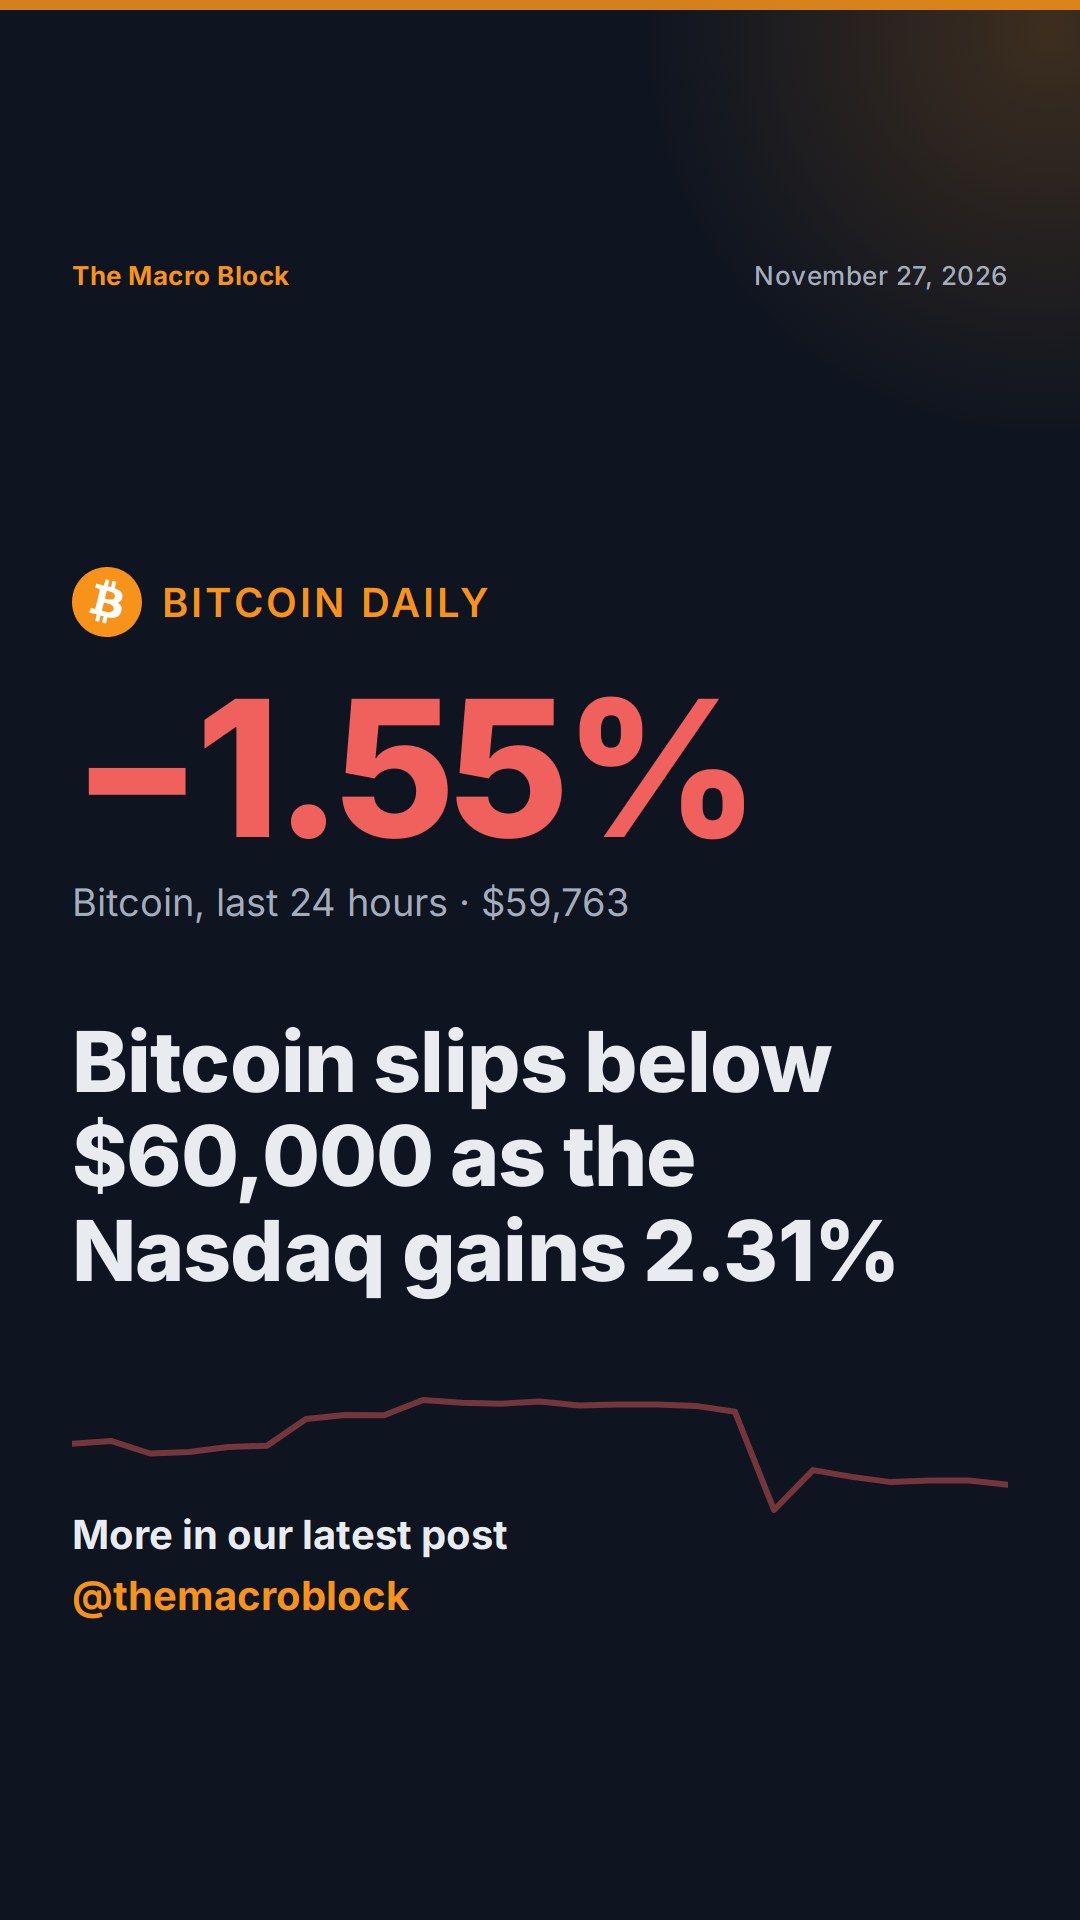 The Macro Block
November 27, 2026
BITCOIN DAILY
−1.55%
Bitcoin, last 24 hours · $59,763
Bitcoin slips below
$60,000 as the
Nasdaq gains 2.31%
More in our latest post
@themacroblock